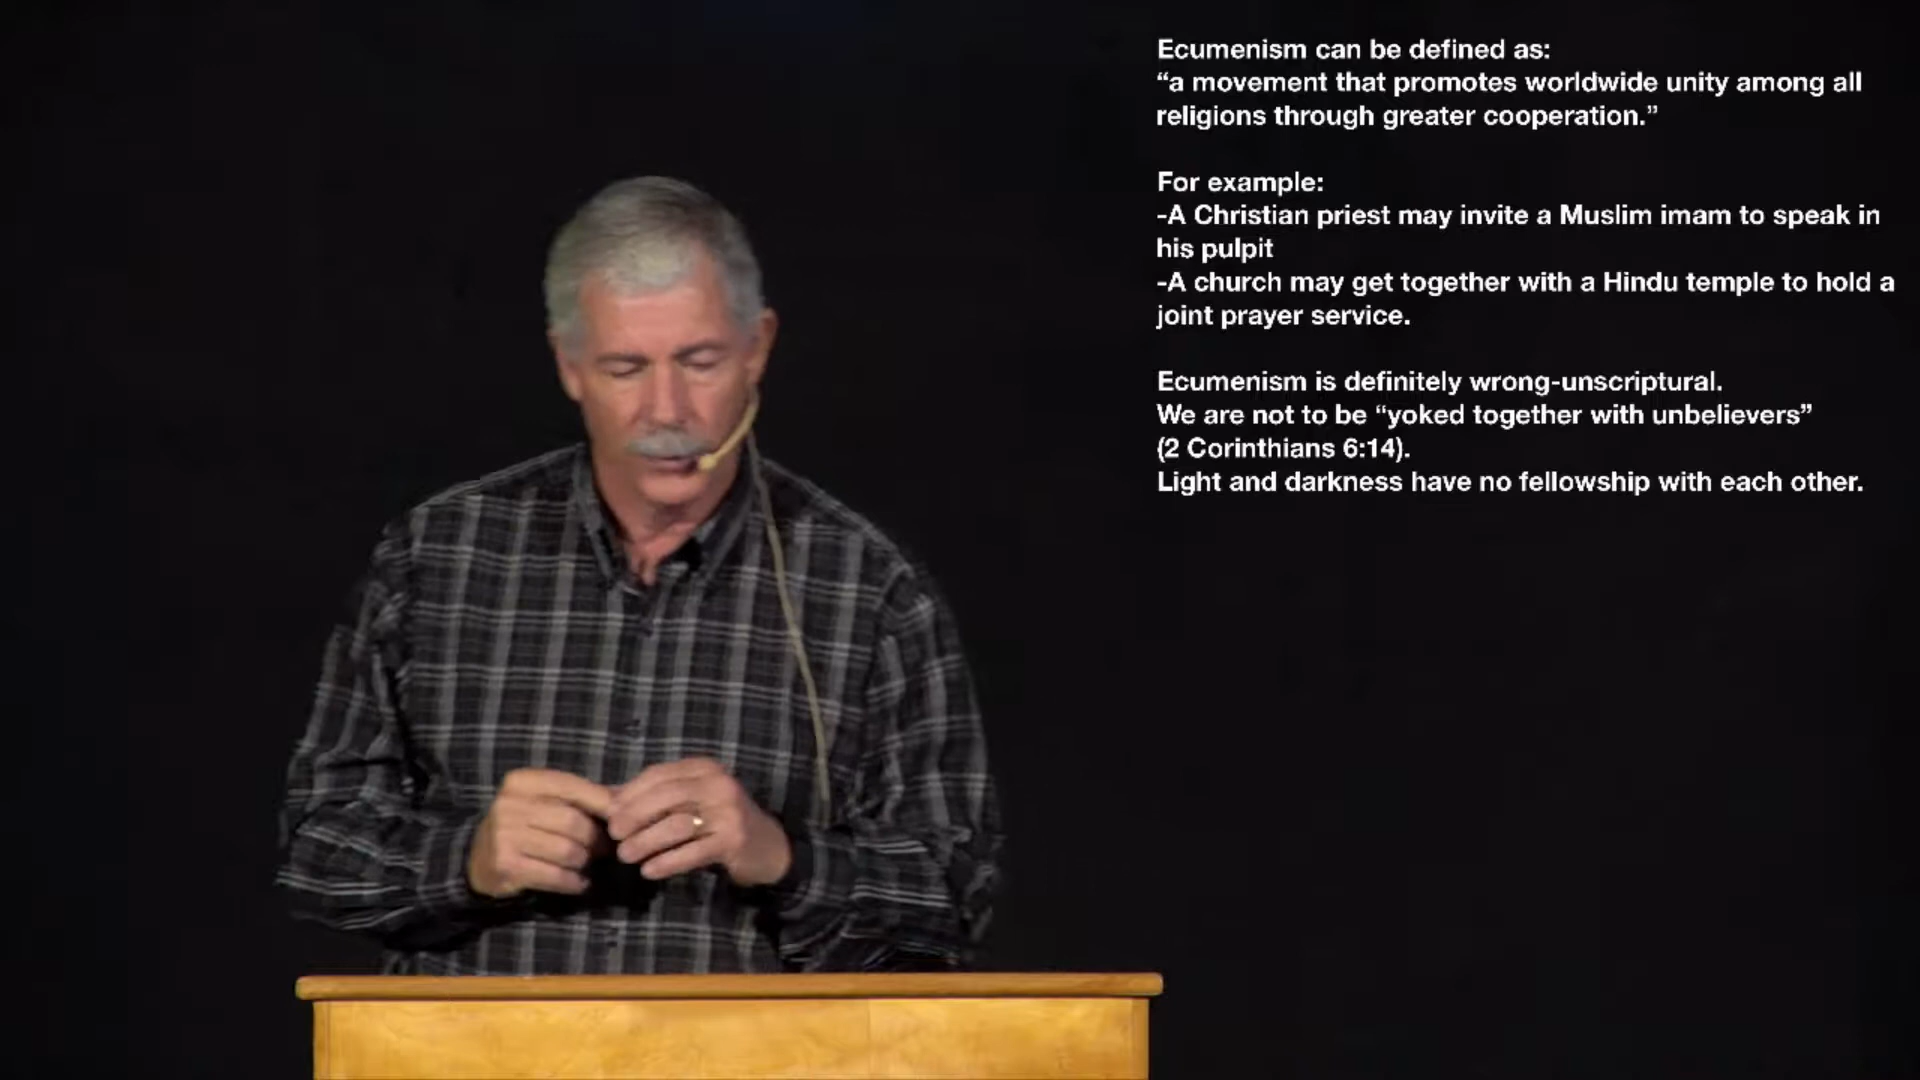 Ecumenism can be defined as:
“a movement that promotes worldwide unity among all
religions through greater cooperation.”
For example:
-A Christian priest may invite a Muslim imam to speak in
his pulpit
-A church may get together with a Hindu temple to hold a
joint prayer service.
Ecumenism is definitely wrong-unscriptural.
We are not to be “yoked together with unbelievers”
(2 Corinthians 6:14).
Light and darkness have no fellowship with each other.